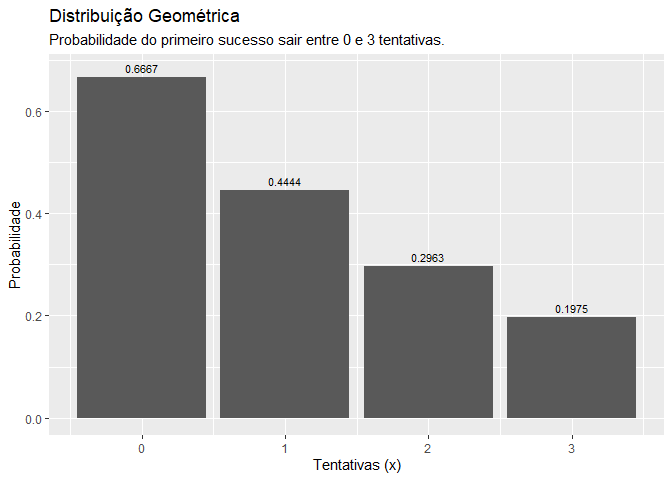 Distribuição Geométrica
Probabilidade do primeiro sucesso sair entre 0 e 3 tentativas.
0.6667
0.4444
0.2963
0.1975
0.6
0.4
0.2
0.0
Probabilidade
0 1 2 3
Tentativas (x)